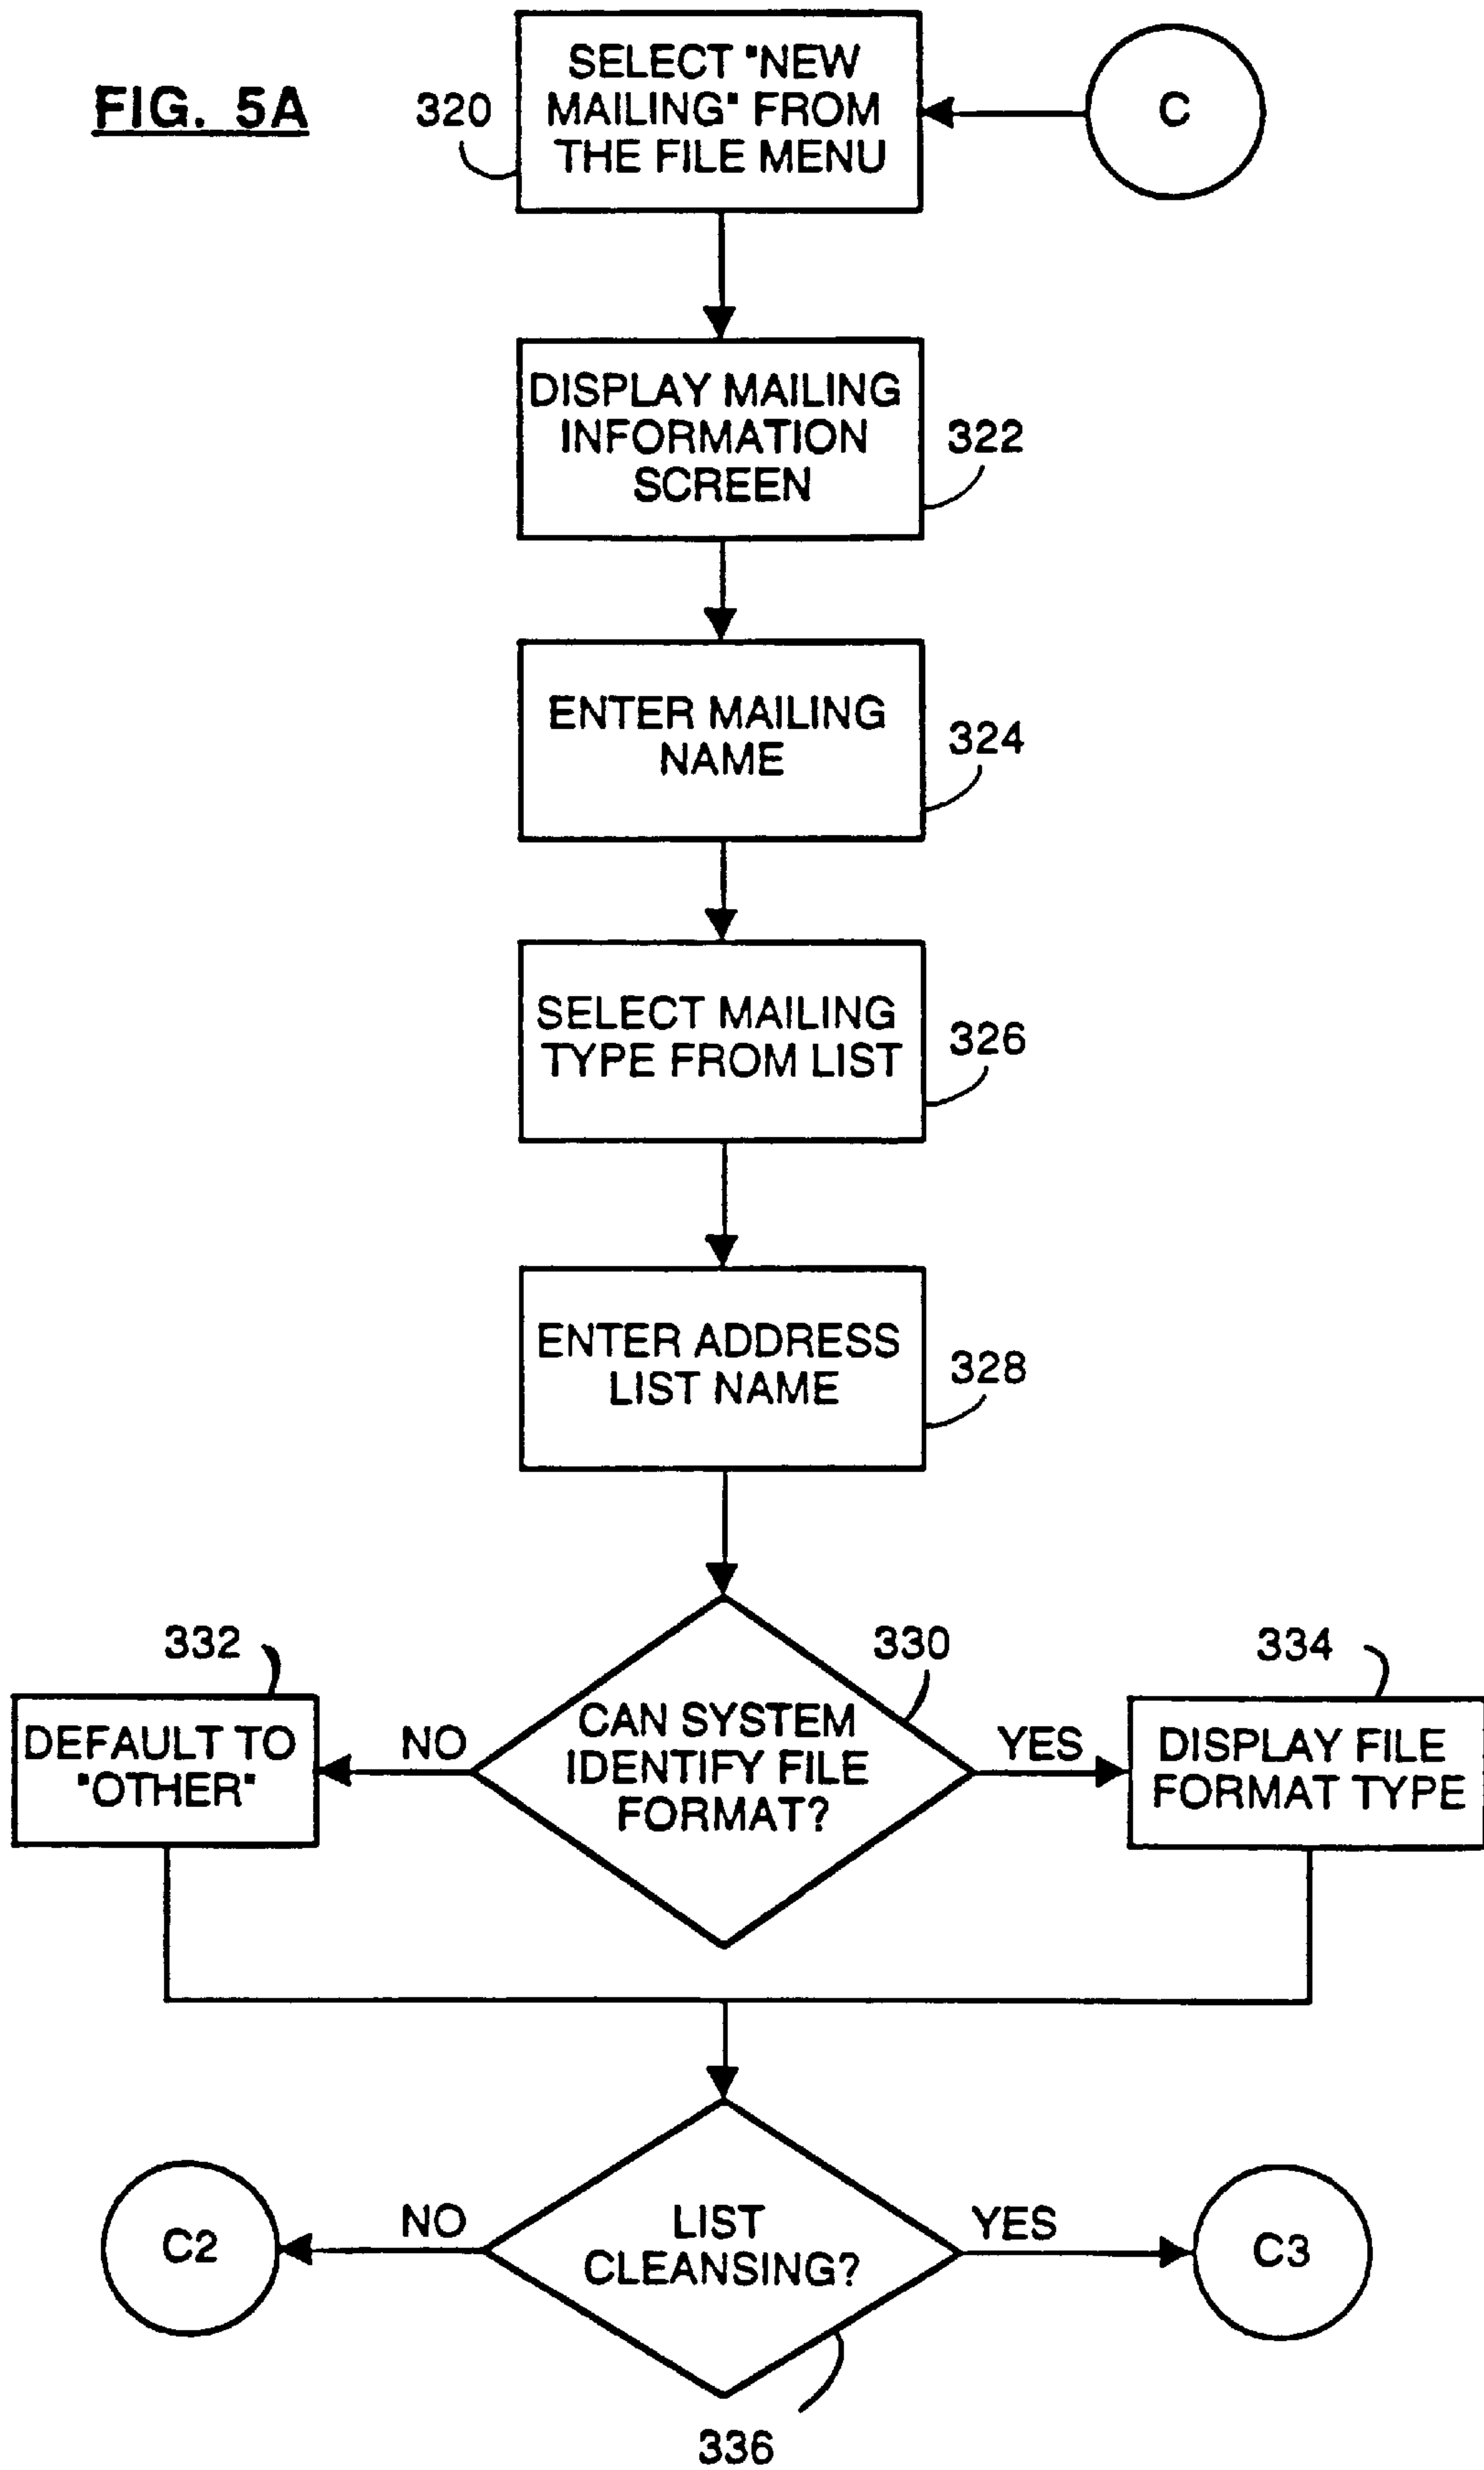 FIG. 5A
320
SELECT "NEW
MAILING" FROM
THE FILE MENU
C
DISPLAY MAILING
INFORMATION
SCREEN
322
ENTER MAILING
NAME
324
SELECT MAILING
TYPE FROM LIST
326
ENTER ADDRESS
LIST NAME
328
332
DEFAULT TO
"OTHER"
NO
330
CAN SYSTEM
IDENTIFY FILE
FORMAT?
YES
334
DISPLAY FILE
FORMAT TYPE
C2
NO
LIST
CLEANSING?
YES
C3
336